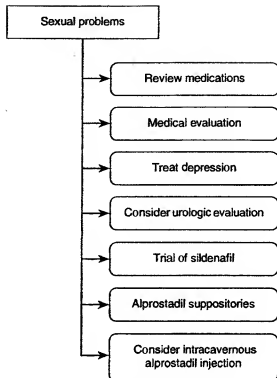 Sexual problems
Review medications
Medical evaluation
Treat depression
Consider urologic evaluation
Trial of sildenafil
Alprostadil suppositories
Consider intracavernous
alprostadil injection